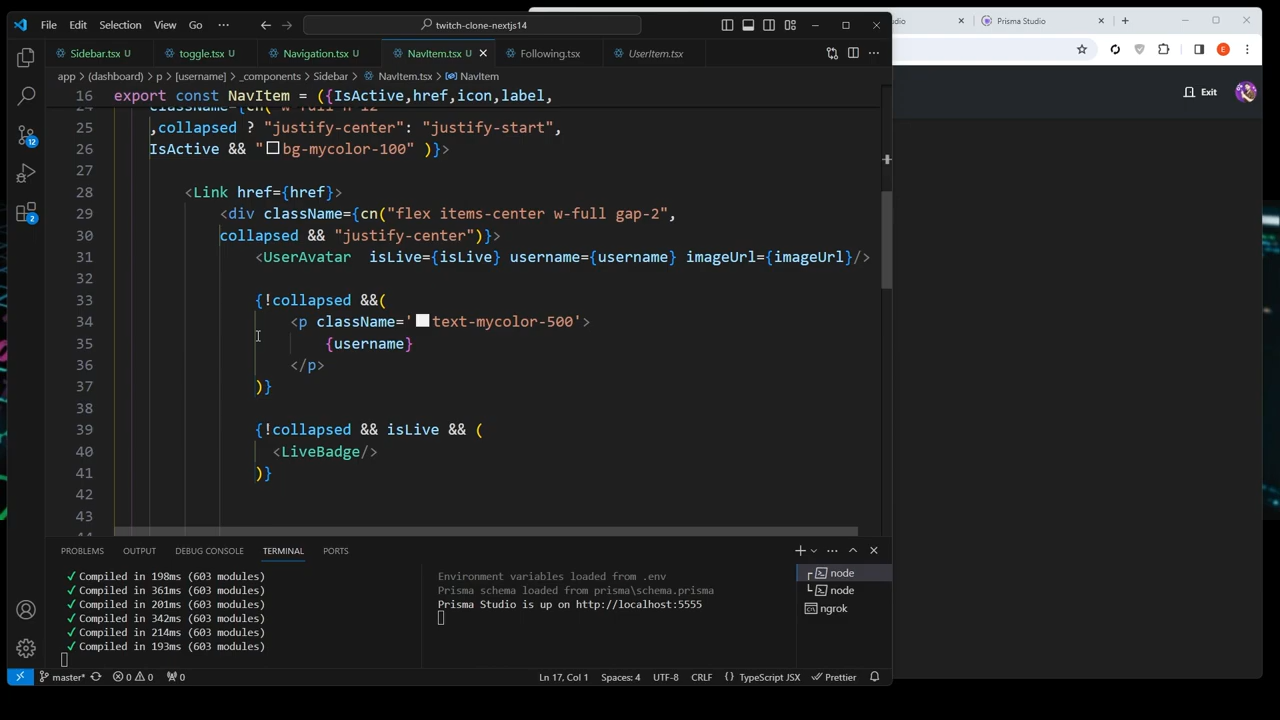 File Edit Selection View Go ··· twitch-clone-nextjs14
Sidebar.tsx U toggle.tsx U Navigation.tsx U NavItem.tsx U Following.tsx UserItem.tsx
Prisma Studio
app > (dashboard) > p > [username] > _components > Sidebar > NavItem.tsx > NavItem
16 export const NavItem = ({IsActive,href,icon,label,
25 ,collapsed ? "justify-center": "justify-start",
26 IsActive && "bg-mycolor-100" )}>
27
28 <Link href={href}>
29 <div className={cn("flex items-center w-full gap-2",
30 collapsed && "justify-center")}>
31 <UserAvatar  isLive={isLive} username={username} imageUrl={imageUrl}/>
32
33 {!collapsed &&(
34 <p className='text-mycolor-500'>
35 {username}
36 </p>
37 )}
38
39 {!collapsed && isLive && (
40 <LiveBadge/>
41 )}
42
43
Exit
E
12
2
PROBLEMS OUTPUT DEBUG CONSOLE TERMINAL PORTS
✓ Compiled in 198ms (603 modules)
✓ Compiled in 361ms (603 modules)
✓ Compiled in 201ms (603 modules)
✓ Compiled in 342ms (603 modules)
✓ Compiled in 214ms (603 modules)
✓ Compiled in 193ms (603 modules)
Environment variables loaded from .env
Prisma schema loaded from prisma\schema.prisma
Prisma Studio is up on http://localhost:5555
node
node
ngrok
master* 0 0 0 Ln 17, Col 1 Spaces: 4 UTF-8 CRLF {} TypeScript JSX Prettier